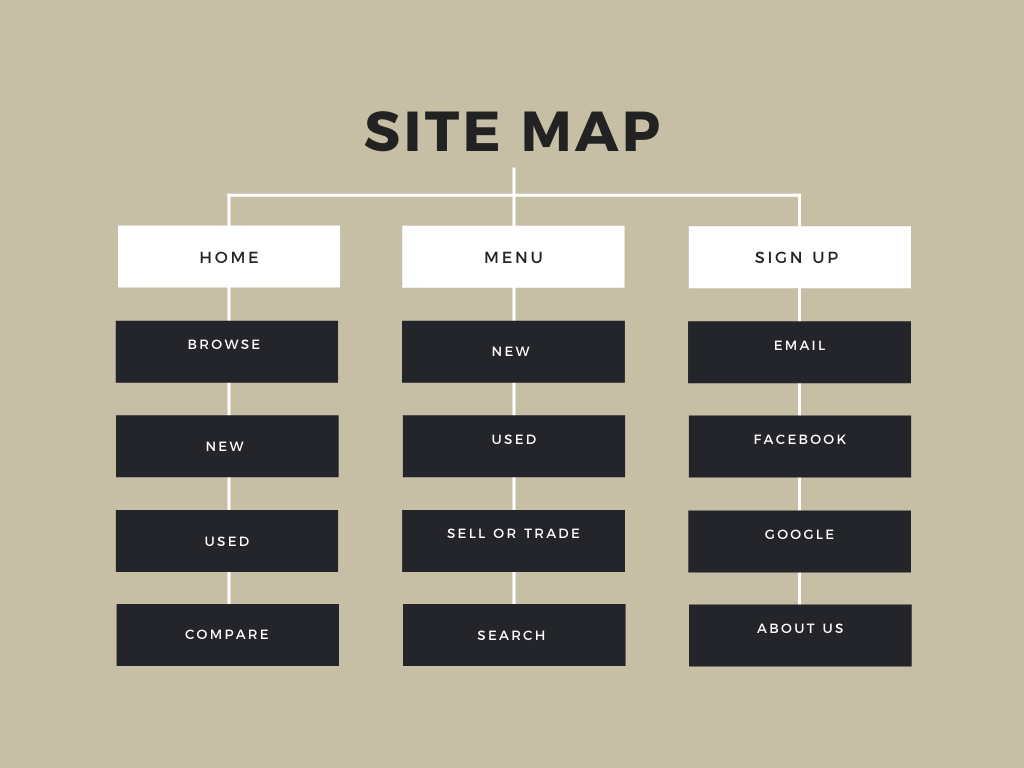 SITE MAP
HOME
BROWSE
NEW
USED
COMPARE
MENU
NEW
USED
SELL OR TRADE
SEARCH
SIGN UP
EMAIL
FACEBOOK
GOOGLE
ABOUT US